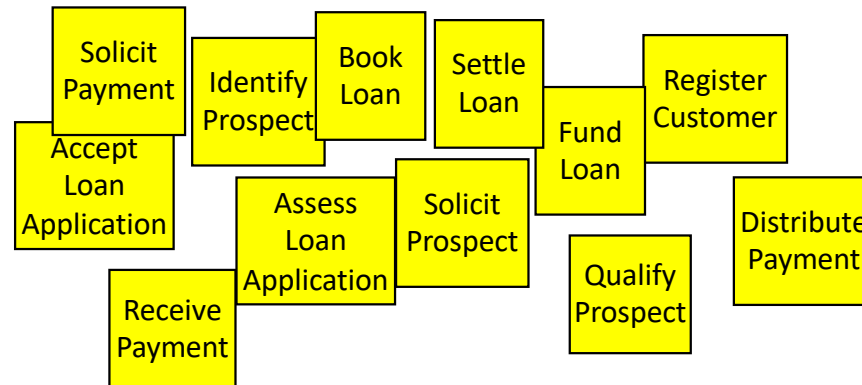 Solicit
Payment
Identify
Prospect
Book
Loan
Settle
Loan
Register
Customer
Accept
Loan
Application
Fund
Loan
Assess
Loan
Application
Solicit
Prospect
Distribute
Payment
Qualify
Prospect
Receive
Payment